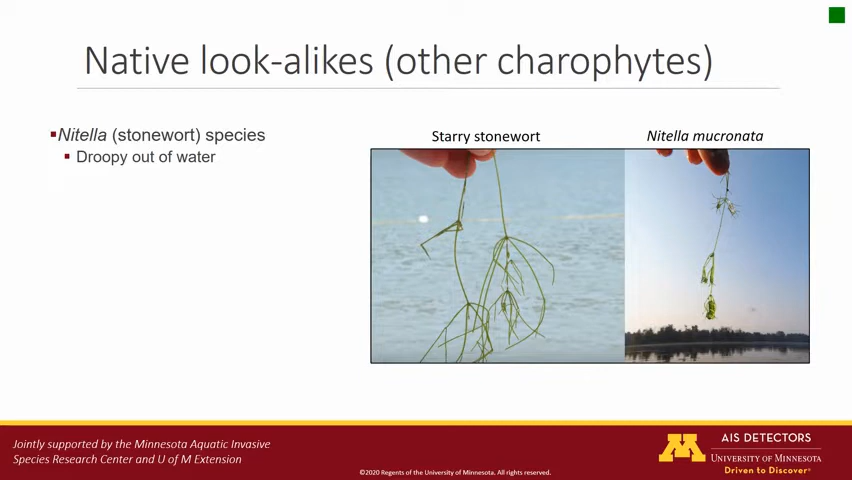 Native look-alikes (other charophytes)
▪Nitella (stonewort) species
▪ Droopy out of water
Starry stonewort
Nitella mucronata
Jointly supported by the Minnesota Aquatic Invasive
Species Research Center and U of M Extension
©2020 Regents of the University of Minnesota. All rights reserved.
M
AIS DETECTORS
UNIVERSITY OF MINNESOTA
Driven to Discover®